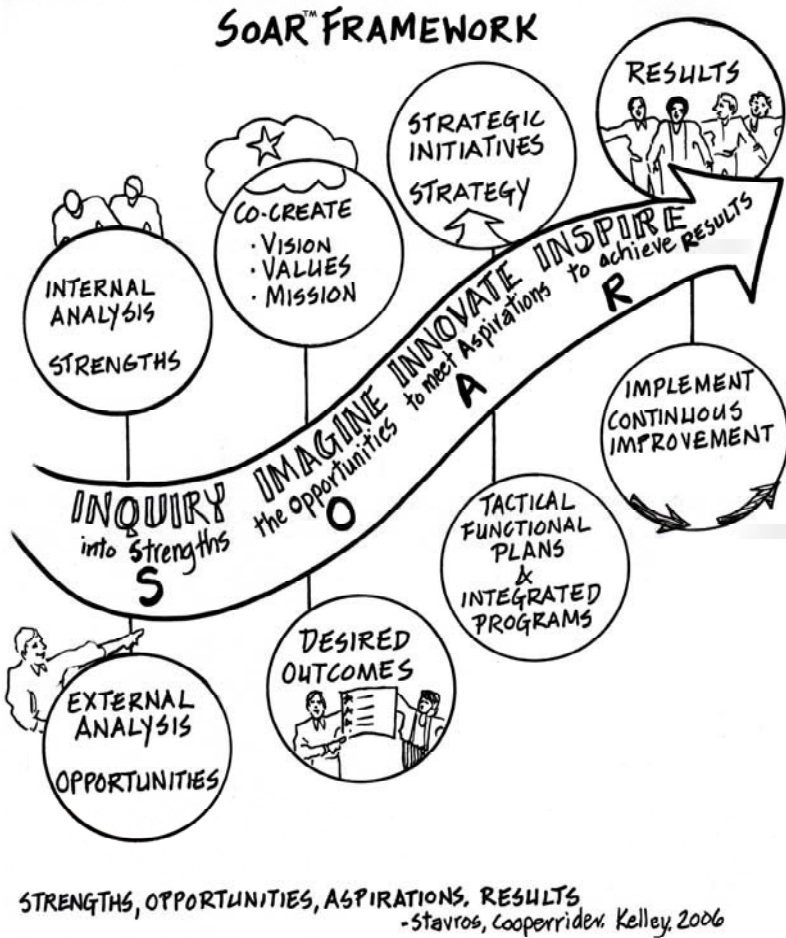 SOAR™ FRAMEWORK
INTERNAL
ANALYSIS
STRENGTHS
CO-CREATE
· VISION
· VALUES
· MISSION
STRATEGIC
INITIATIVES
STRATEGY
RESULTS
INQUIRY
into Strengths
S
IMAGINE
the Opportunities
O
INNOVATE
to meet Aspirations
A
INSPIRE
to achieve RESULTS
R
EXTERNAL
ANALYSIS
OPPORTUNITIES
DESIRED
OUTCOMES
TACTICAL
FUNCTIONAL
PLANS
&
INTEGRATED
PROGRAMS
IMPLEMENT
CONTINUOUS
IMPROVEMENT
STRENGTHS, OPPORTUNITIES, ASPIRATIONS. RESULTS
-Stavros, Cooperrider. Kelley. 2006